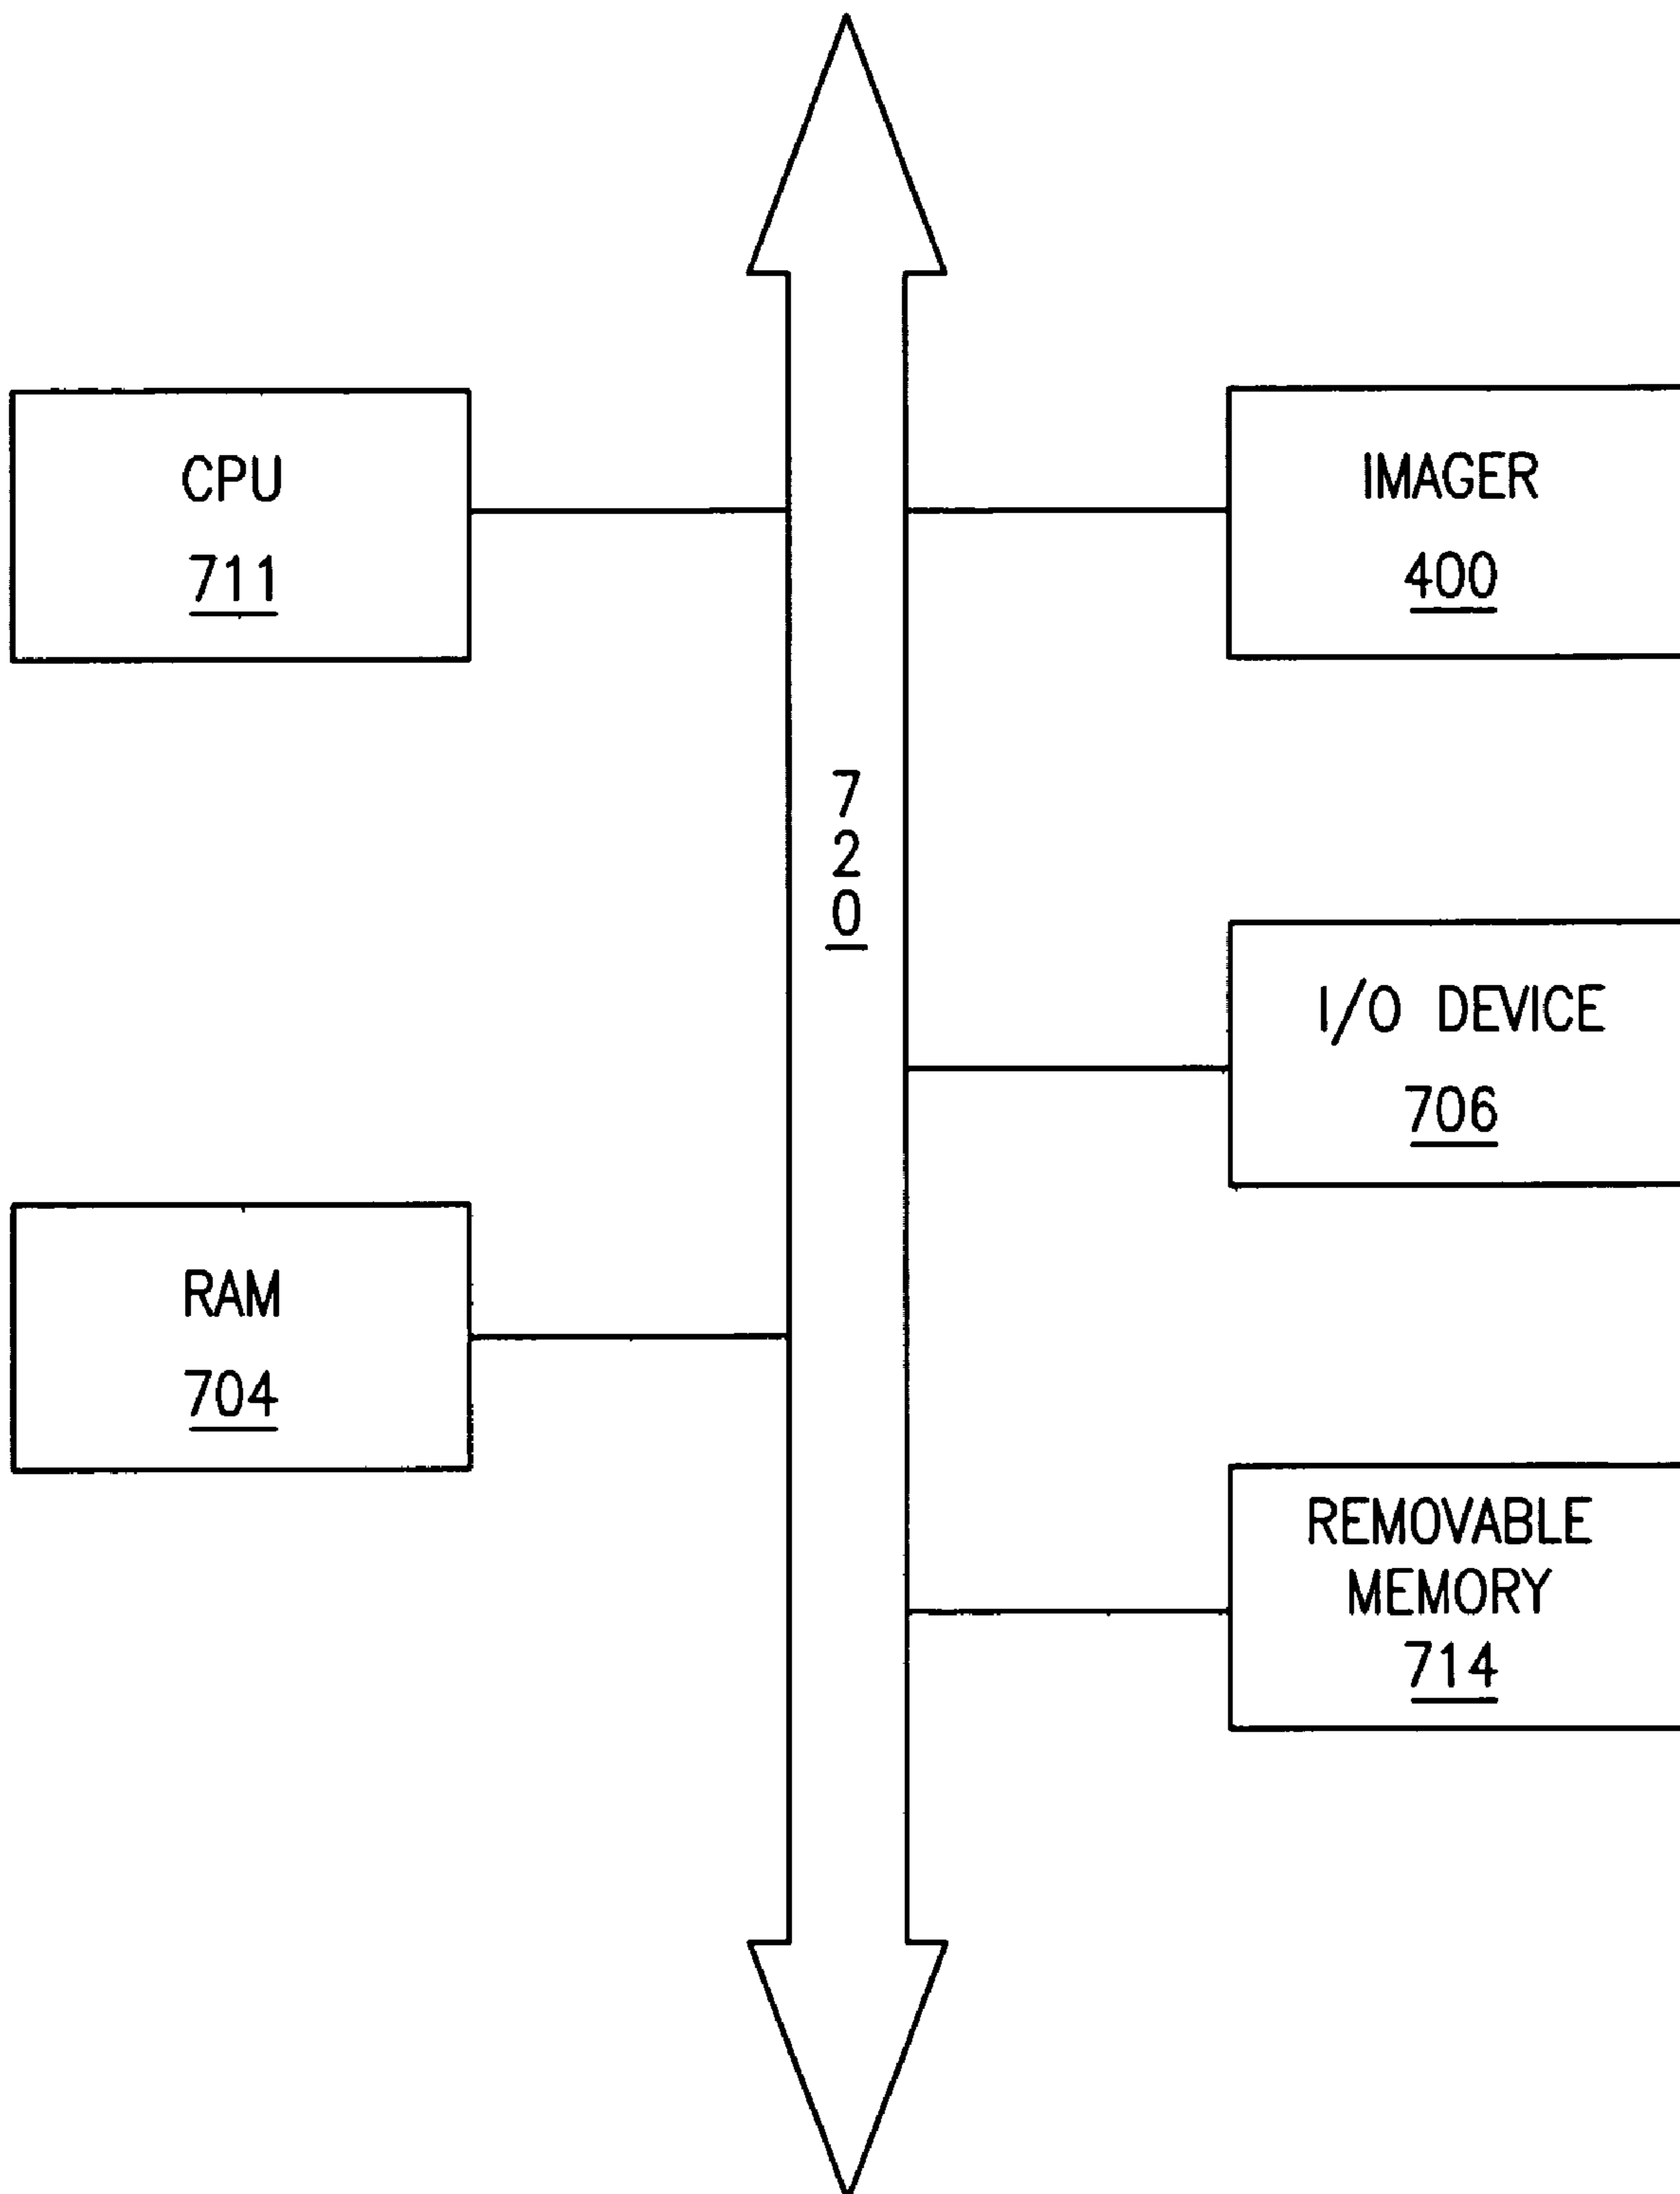 CPU
711
IMAGER
400
7
2
0
I/O DEVICE
706
RAM
704
REMOVABLE
MEMORY
714